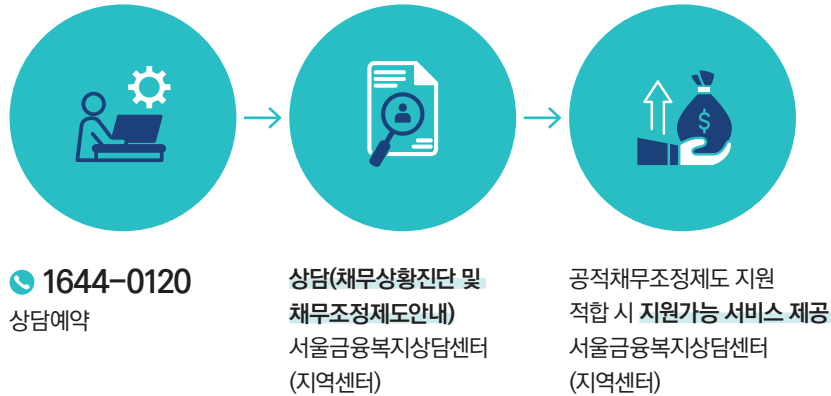 1644-0120
상담예약
상담(채무상황진단 및
채무조정제도안내)
서울금융복지상담센터
(지역센터)
공적채무조정제도 지원
적합 시 지원가능 서비스 제공
서울금융복지상담센터
(지역센터)
$